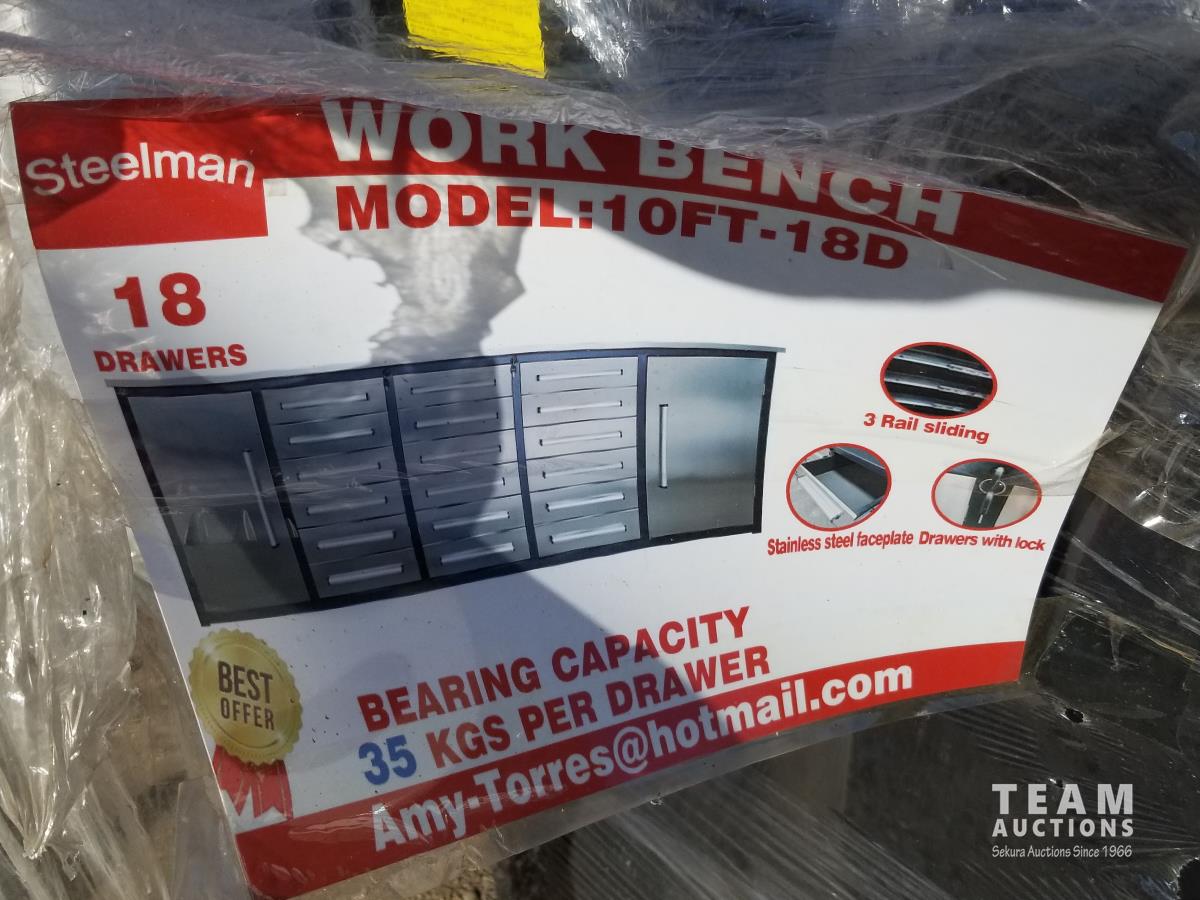 Steelman
WORK BENCH
MODEL:10FT-18D
18
DRAWERS
3 Rail sliding
Stainless steel faceplate
Drawers with lock
BEST
OFFER
BEARING CAPACITY
35 KGS PER DRAWER
Amy-Torres@hotmail.com
TEAM
AUCTIONS
Sekura Auctions Since 1966